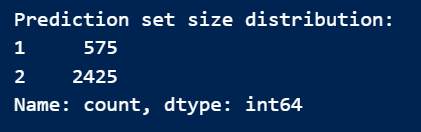 Prediction set size distribution:
1     575
2    2425
Name: count, dtype: int64